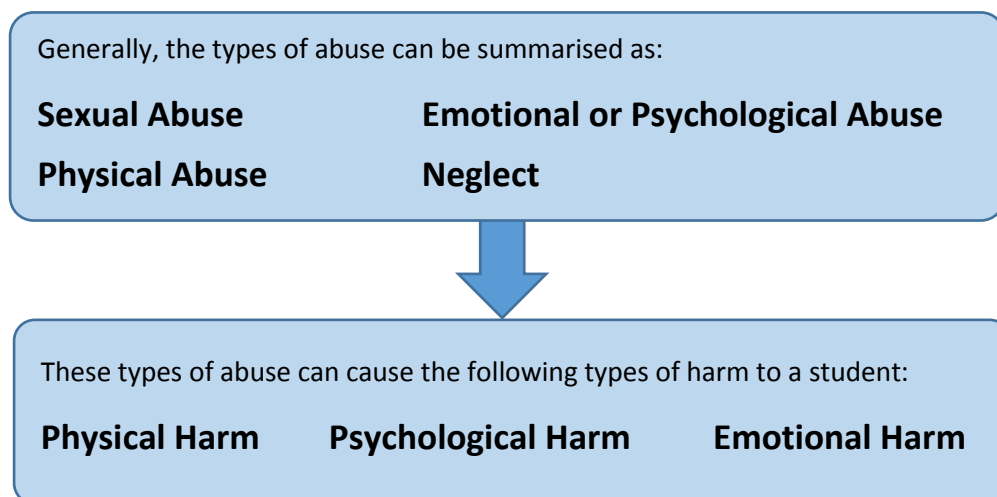 Generally, the types of abuse can be summarised as:
Sexual Abuse Emotional or Psychological Abuse
Physical Abuse Neglect
These types of abuse can cause the following types of harm to a student:
Physical Harm Psychological Harm Emotional Harm